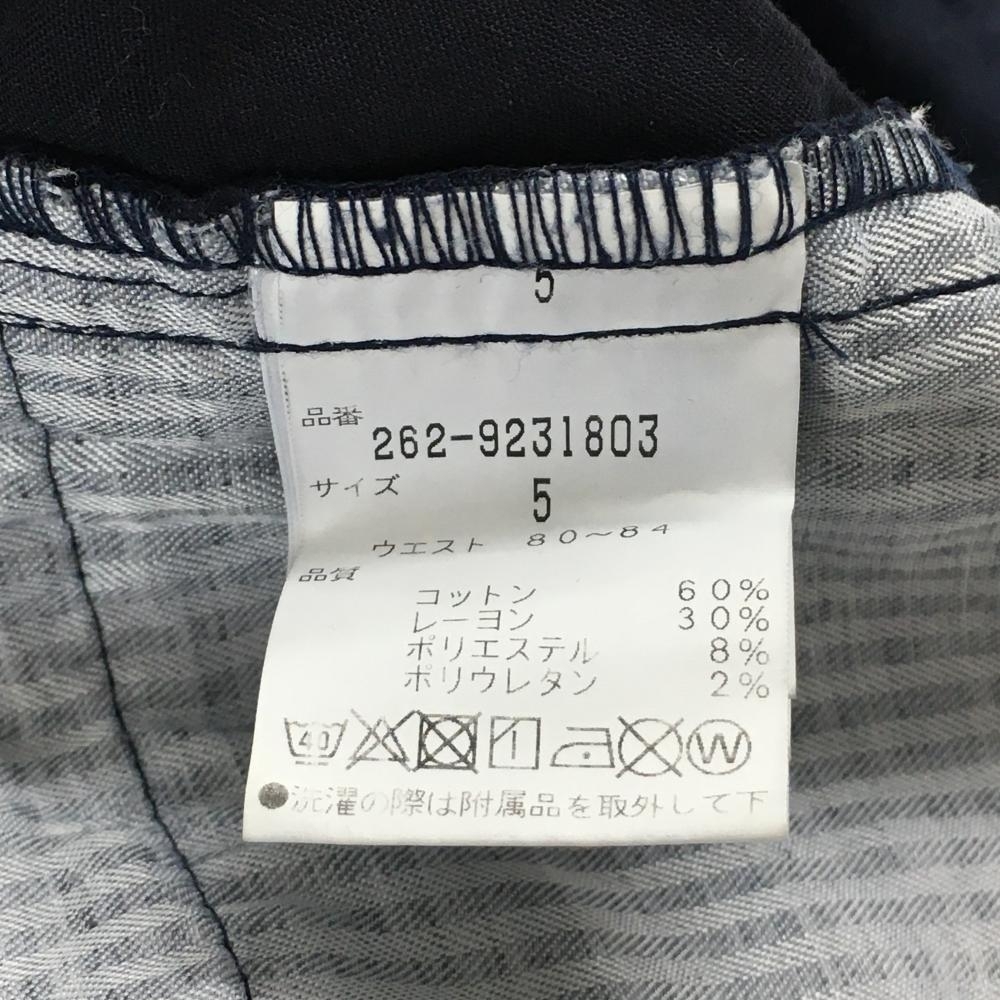 5
品番
262-9231803
サイズ
5
ウエスト 80～84
品質
コットン 60%
レーヨン 30%
ポリエステル 8%
ポリウレタン 2%
40 W
●洗濯の際は附属品を取外して下